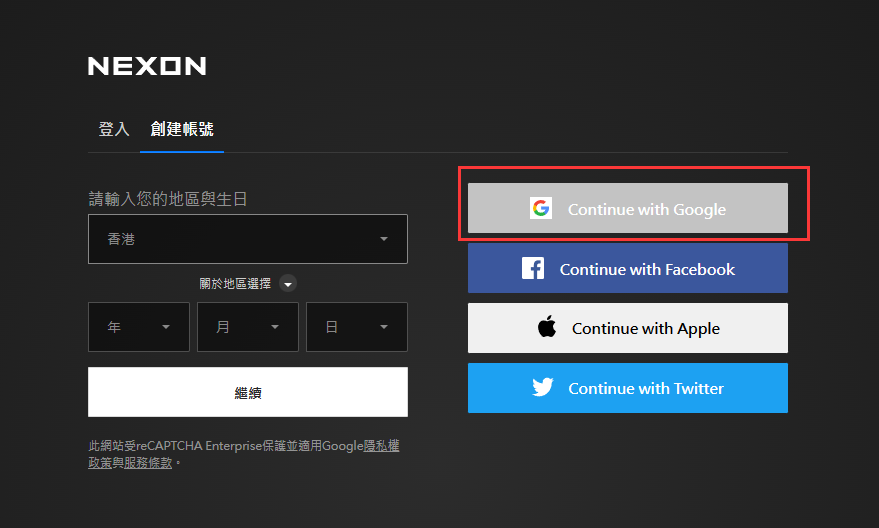 NEXON
登入
創建帳號
請輸入您的地區與生日
香港
關於地區選擇
年
月
日
繼續
此網站受reCAPTCHA Enterprise保護並適用Google隱私權
政策與服務條款。
Continue with Google
Continue with Facebook
Continue with Apple
Continue with Twitter